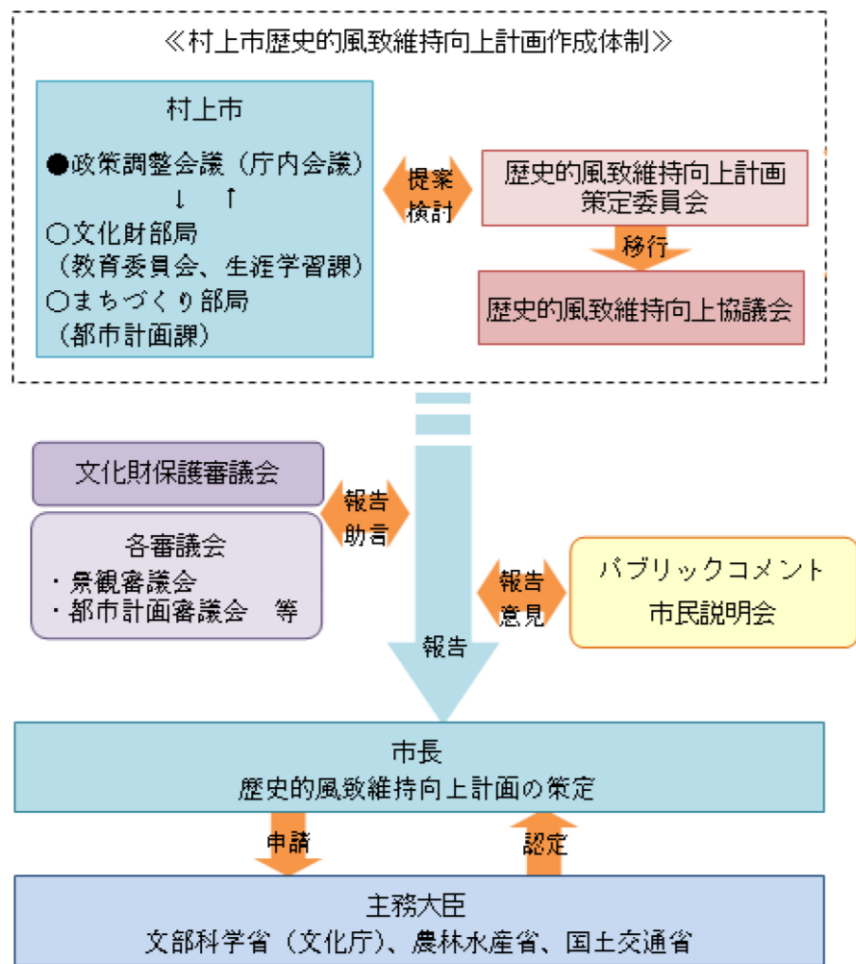 ≪村上市歴史的風致維持向上計画作成体制≫
村上市
●政策調整会議（庁内会議）
↓ ↑
○文化財部局
（教育委員会、生涯学習課）
○まちづくり部局
（都市計画課）
提案
検討
歴史的風致維持向上計画
策定委員会
移行
歴史的風致維持向上協議会
文化財保護審議会
各審議会
・景観審議会
・都市計画審議会　等
報告
助言
報告
意見
パブリックコメント
市民説明会
報告
市長
歴史的風致維持向上計画の策定
申請
認定
主務大臣
文部科学省（文化庁）、農林水産省、国土交通省